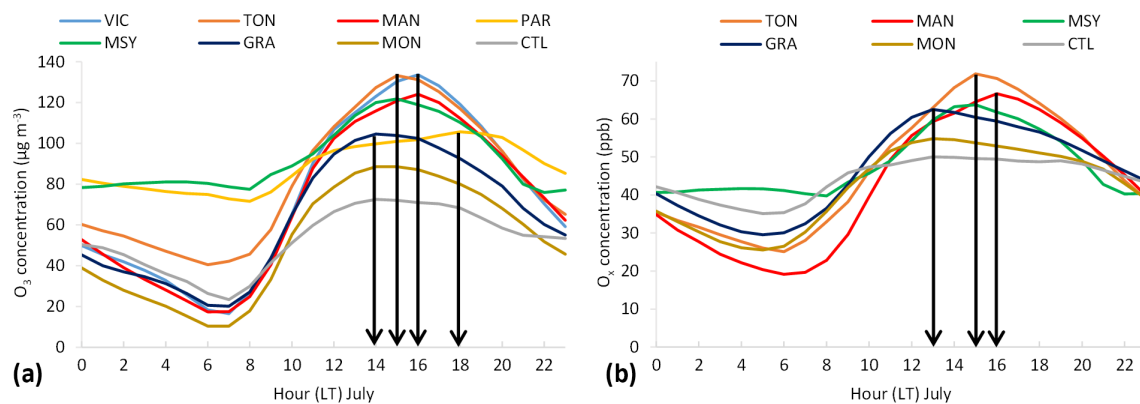 VIC TON MAN PAR
MSY GRA MON CTL
O₃ concentration (µg m⁻³)
140
120
100
80
60
40
20
0
0 2 4 6 8 10 12 14 16 18 20 22
Hour (LT) July
(a)
TON MAN MSY
GRA MON CTL
Oₓ concentration (ppb)
70
60
50
40
30
20
10
0
0 2 4 6 8 10 12 14 16 18 20 22
Hour (LT) July
(b)